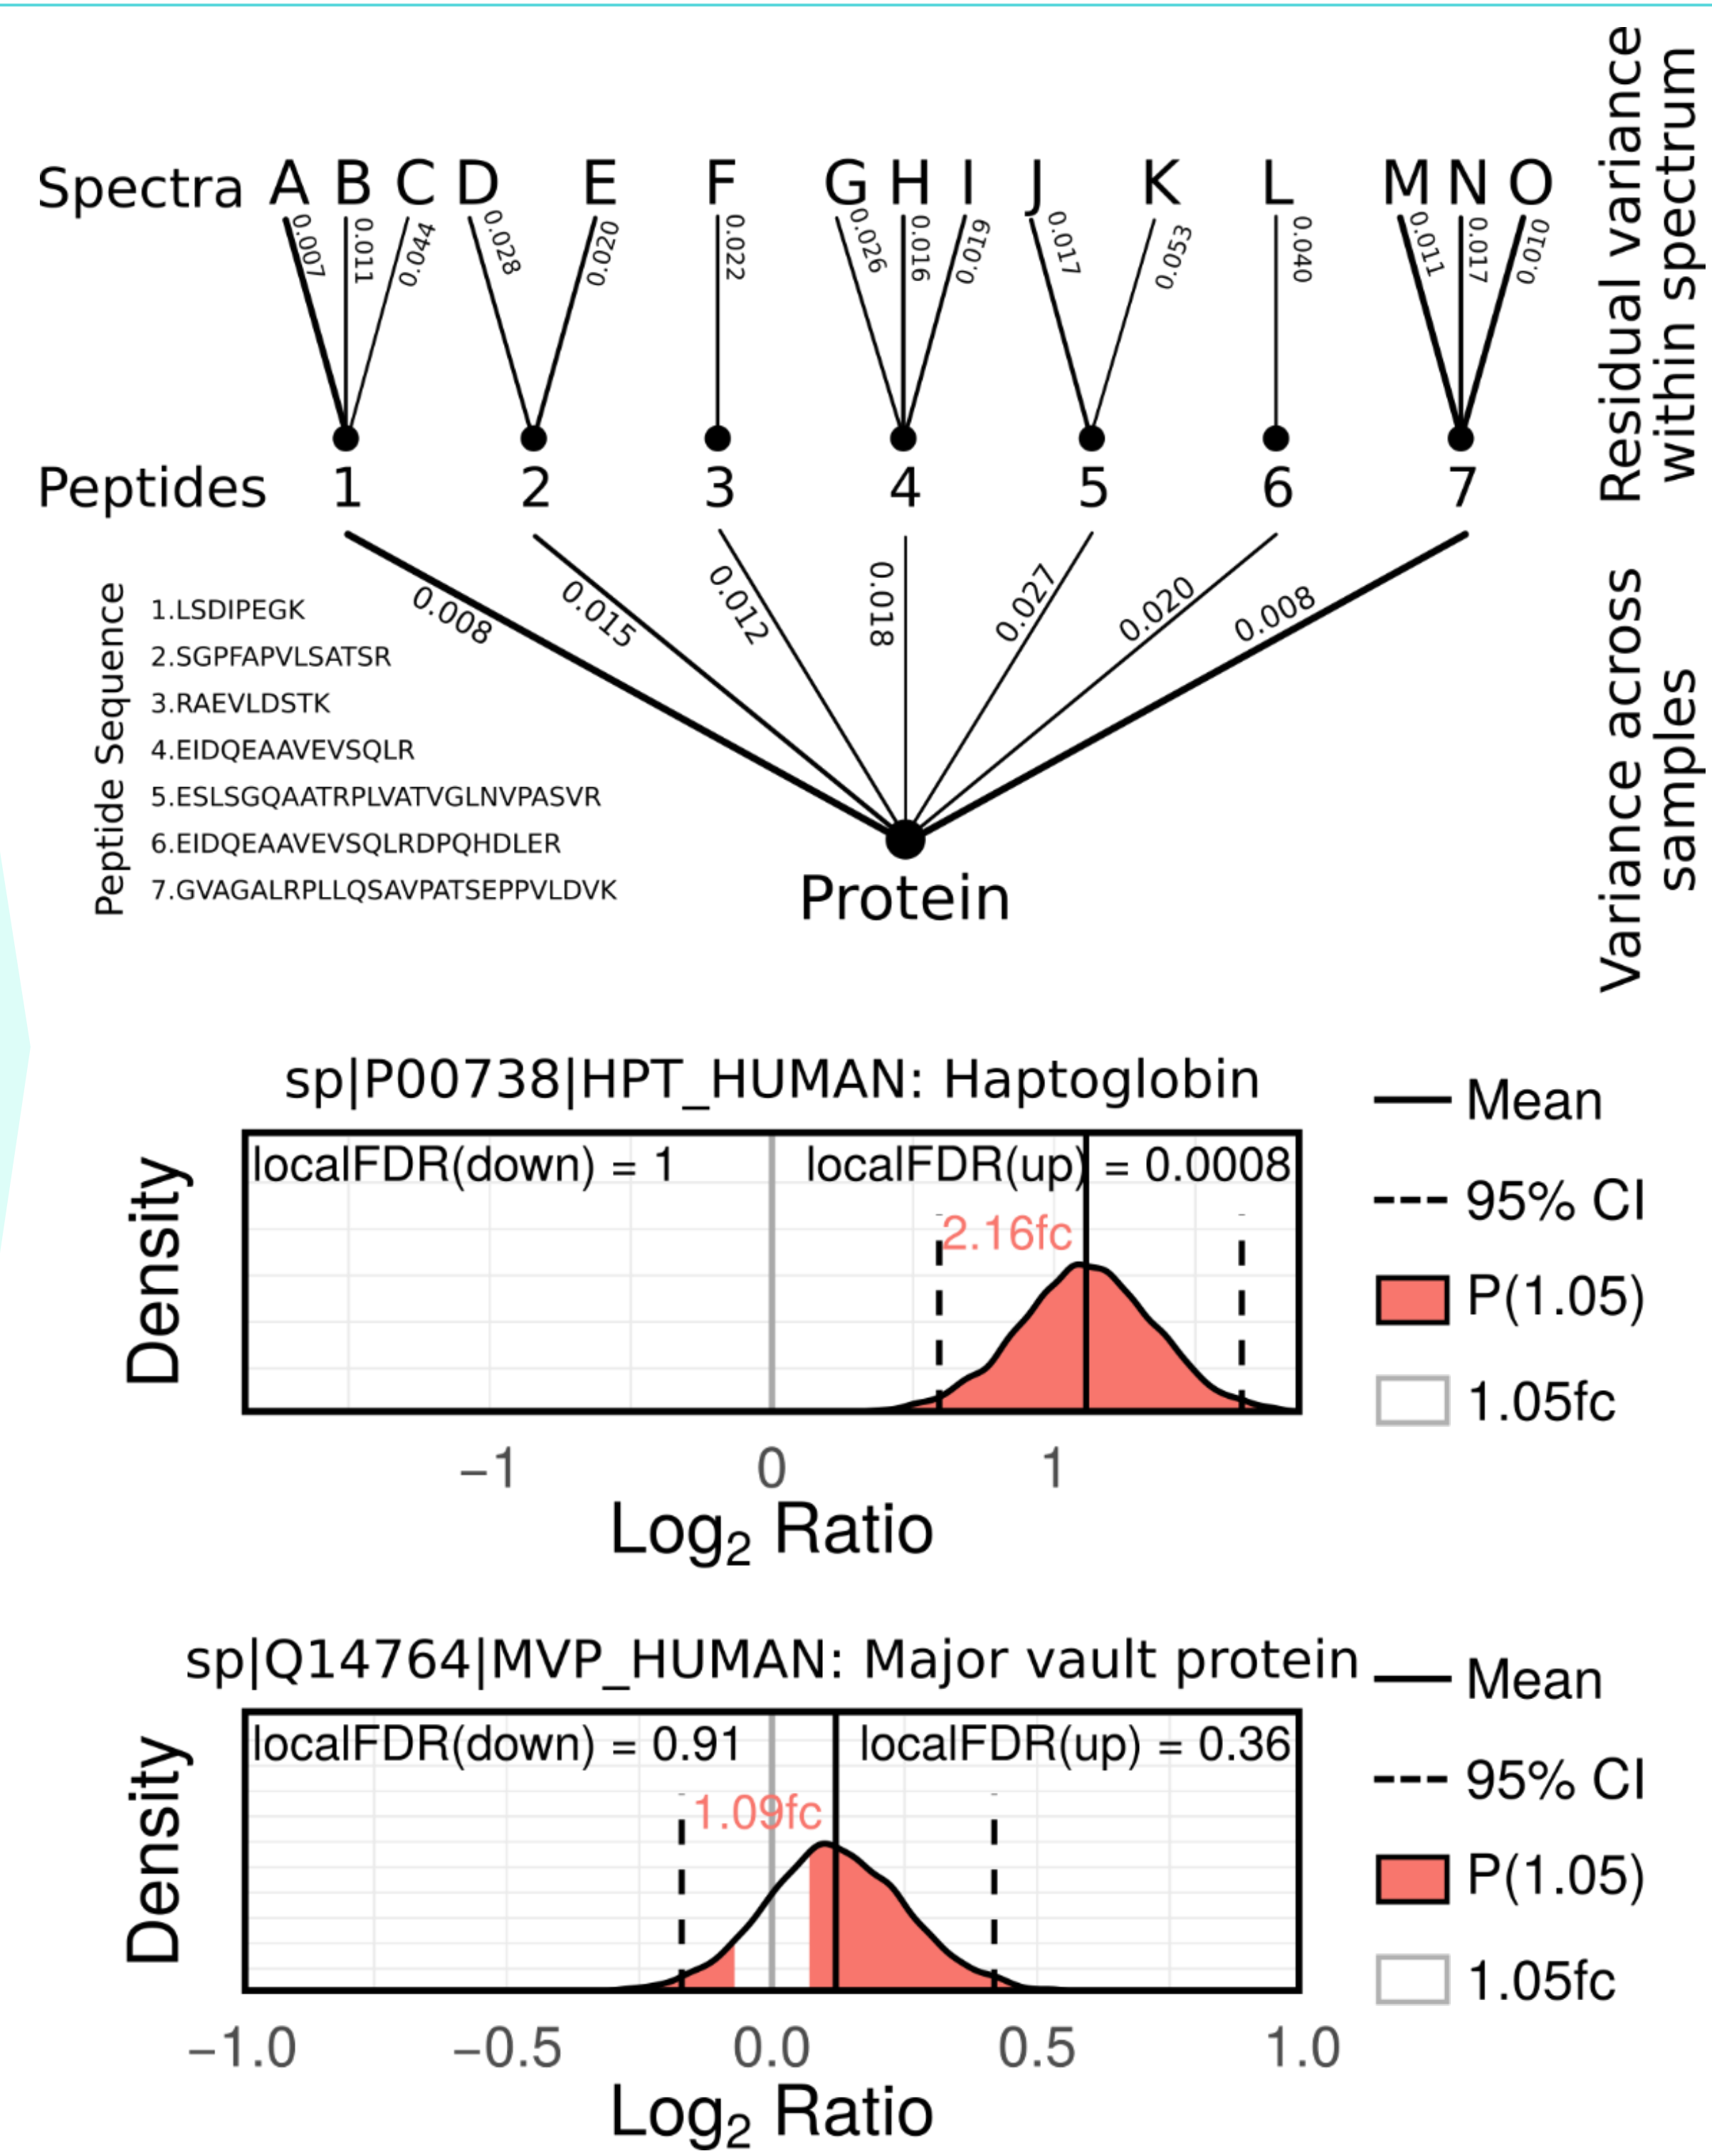 Spectra A B C D E F G H I J K L M N O
0.007 0.011 0.044 0.028 0.020 0.022 0.026 0.016 0.019 0.017 0.053 0.040 0.011 0.017 0.010
Residual variance
within spectrum
Peptides 1 2 3 4 5 6 7
0.008 0.015 0.012 0.018 0.027 0.020 0.008
Variance across
samples
Peptide Sequence
1.LSDIPEGK
2.SGPFAPVLSATSR
3.RAEVLDSTK
4.EIDQEAAVEVSQLR
5.ESLSGQAATRPLVATVGLNVPASVR
6.EIDQEAAVEVSQLRDPQHDLER
7.GVAGALRPLLQSAVPATSEPPVLDVK
Protein
sp|P00738|HPT_HUMAN: Haptoglobin
localFDR(down) = 1 localFDR(up) = 0.0008
2.16fc
Density
−1 0 1
Log2 Ratio
Mean
95% CI
P(1.05)
1.05fc
sp|Q14764|MVP_HUMAN: Major vault protein
localFDR(down) = 0.91 localFDR(up) = 0.36
1.09fc
Density
−1.0 −0.5 0.0 0.5 1.0
Log2 Ratio
Mean
95% CI
P(1.05)
1.05fc